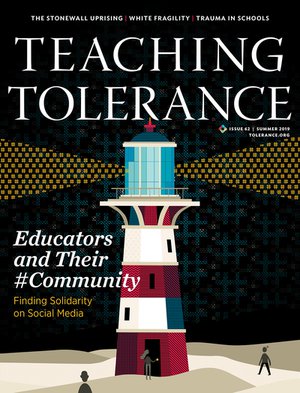 THE STONEWALL UPRISING | WHITE FRAGILITY | TRAUMA IN SCHOOLS
TEACHING
TOLERANCE
ISSUE 62 | SUMMER 2019
TOLERANCE.ORG
Educators
and Their
#Community
Finding Solidarity
on Social Media